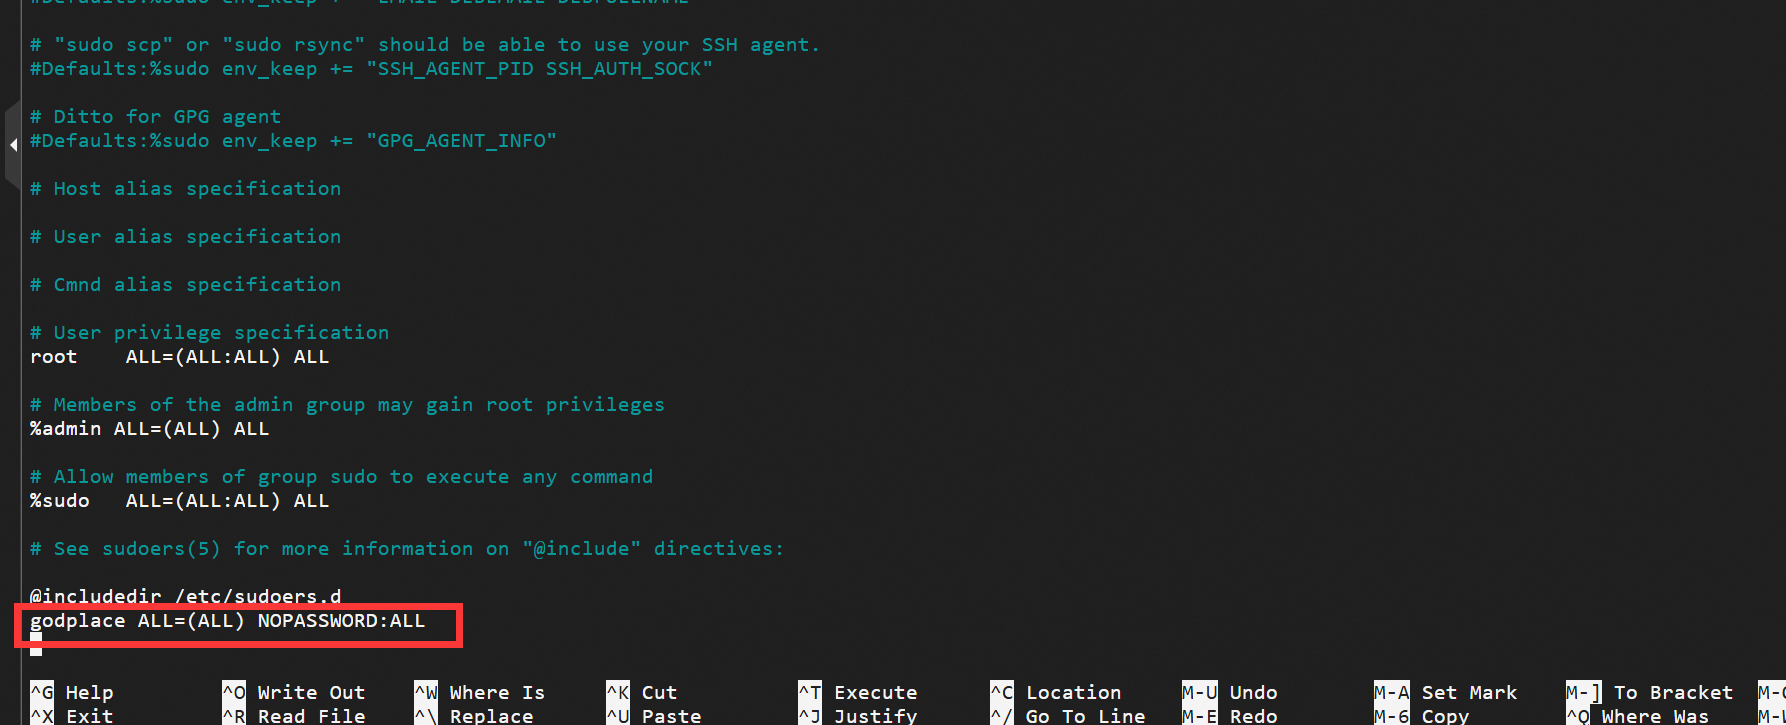 #Defaults:%sudo env_keep += "EMAIL DEBEMAIL DEBFULLNAME"
# "sudo scp" or "sudo rsync" should be able to use your SSH agent.
#Defaults:%sudo env_keep += "SSH_AGENT_PID SSH_AUTH_SOCK"
# Ditto for GPG agent
#Defaults:%sudo env_keep += "GPG_AGENT_INFO"
# Host alias specification
# User alias specification
# Cmnd alias specification
# User privilege specification
root    ALL=(ALL:ALL) ALL
# Members of the admin group may gain root privileges
%admin ALL=(ALL) ALL
# Allow members of group sudo to execute any command
%sudo   ALL=(ALL:ALL) ALL
# See sudoers(5) for more information on "@include" directives:
@includedir /etc/sudoers.d
godplace ALL=(ALL) NOPASSWORD:ALL
^G Help ^O Write Out ^W Where Is ^K Cut ^T Execute ^C Location M-U Undo M-A Set Mark M-] To Bracket
^X Exit ^R Read File ^\ Replace ^U Paste ^J Justify ^/ Go To Line M-E Redo M-6 Copy ^Q Where Was